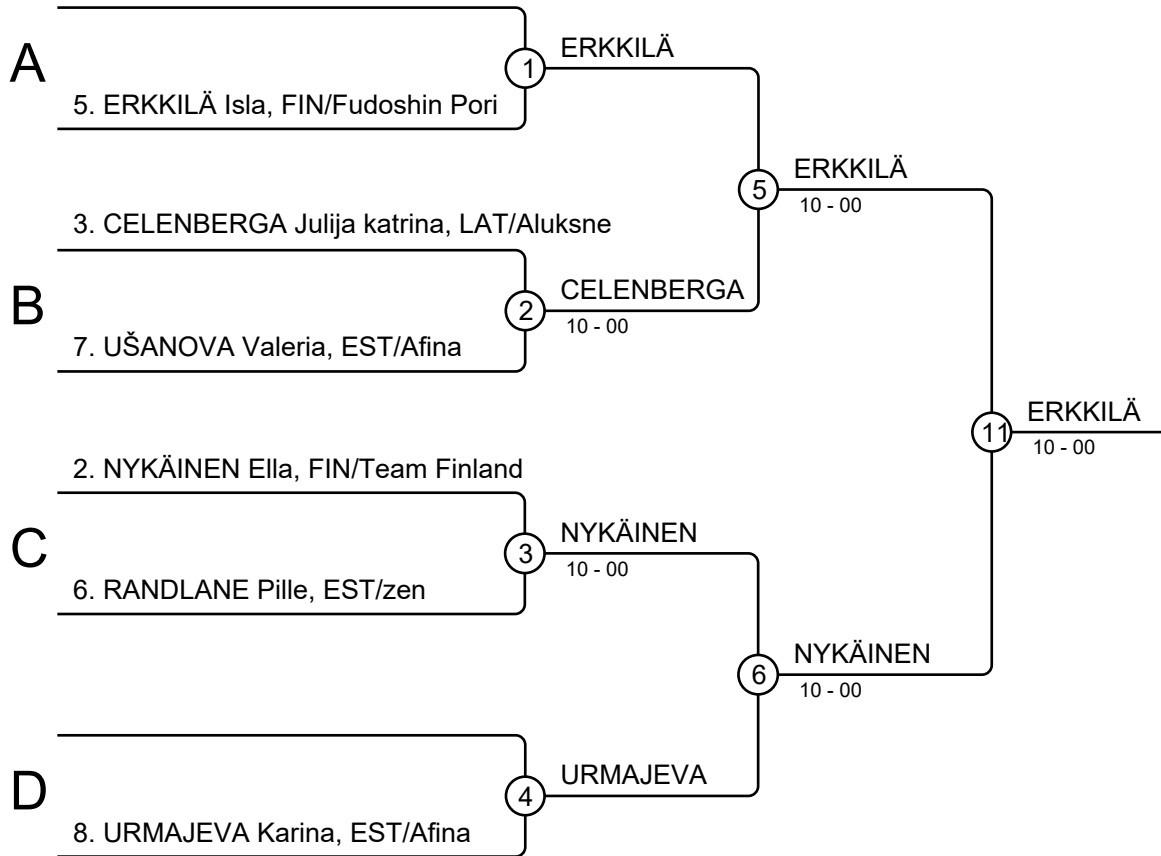 A
1
ERKKILÄ
5. ERKKILÄ Isla, FIN/Fudoshin Pori
5
ERKKILÄ
10 - 00
3. CELENBERGA Julija katrina, LAT/Aluksne
B
2
CELENBERGA
10 - 00
7. UŠANOVA Valeria, EST/Afina
11
ERKKILÄ
10 - 00
2. NYKÄINEN Ella, FIN/Team Finland
C
3
NYKÄINEN
10 - 00
6. RANDLANE Pille, EST/zen
6
NYKÄINEN
10 - 00
D
4
URMAJEVA
8. URMAJEVA Karina, EST/Afina